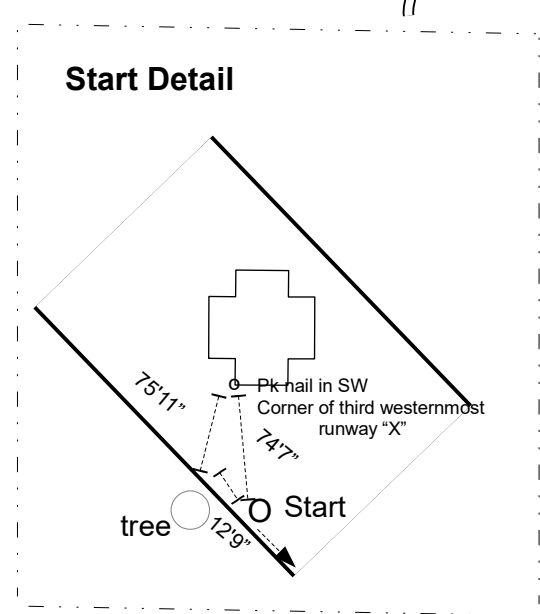 Start Detail
Pk nail in SW
Corner of third westernmost
runway “X”
75'11”
74'7”
Start
tree
12'9”